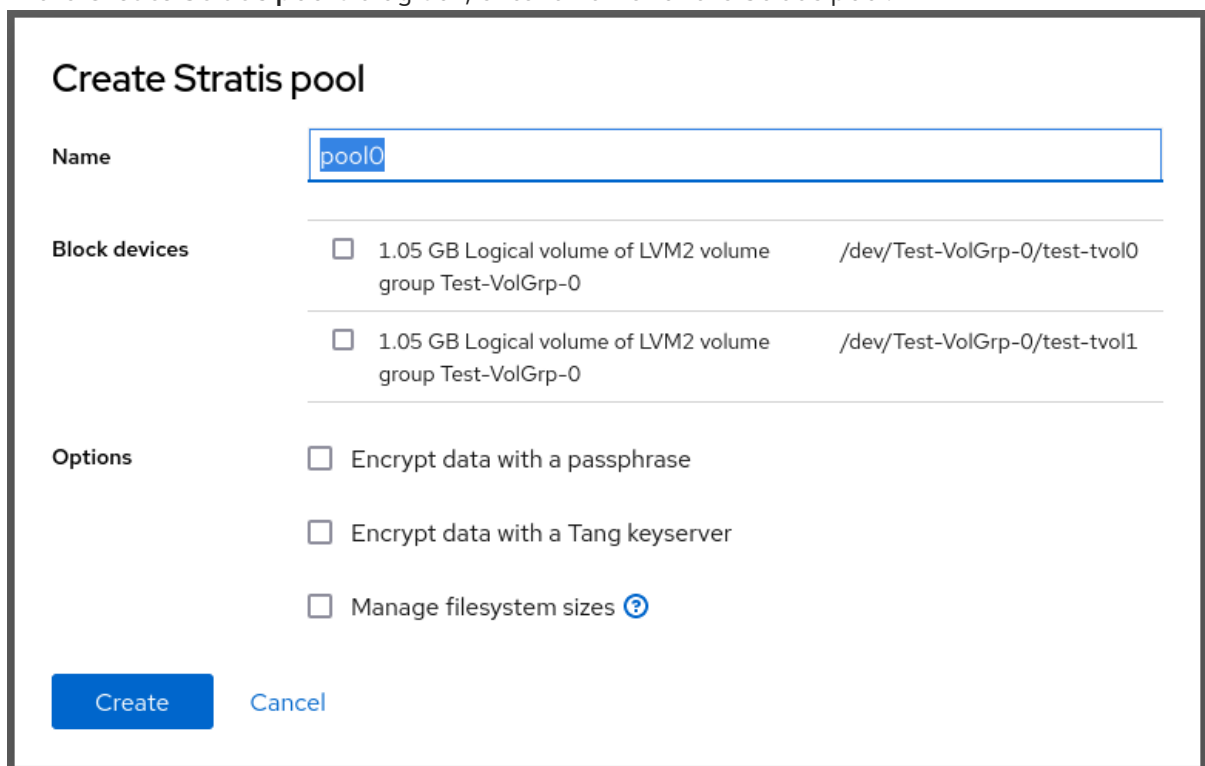 Create Stratis pool
Name
pool0
Block devices
1.05 GB Logical volume of LVM2 volume group Test-VolGrp-0
/dev/Test-VolGrp-0/test-tvol0
1.05 GB Logical volume of LVM2 volume group Test-VolGrp-0
/dev/Test-VolGrp-0/test-tvol1
Options
Encrypt data with a passphrase
Encrypt data with a Tang keyserver
Manage filesystem sizes ?
Create
Cancel